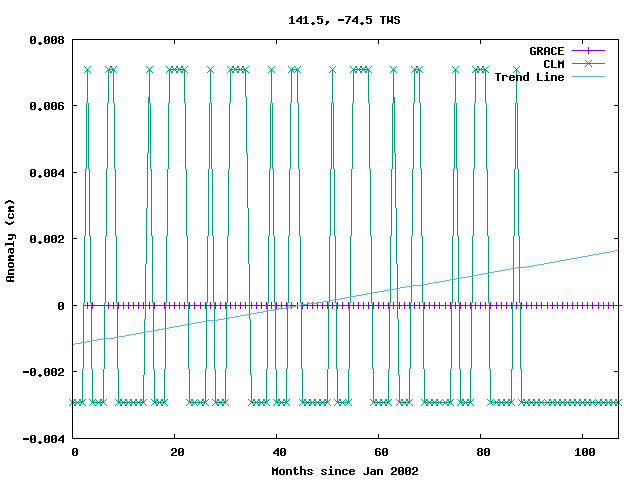 141.5, -74.5 TWS
GRACE
CLM
Trend Line
0.008
0.006
0.004
0.002
0
-0.002
-0.004
Anomaly (cm)
0 20 40 60 80 100
Months since Jan 2002